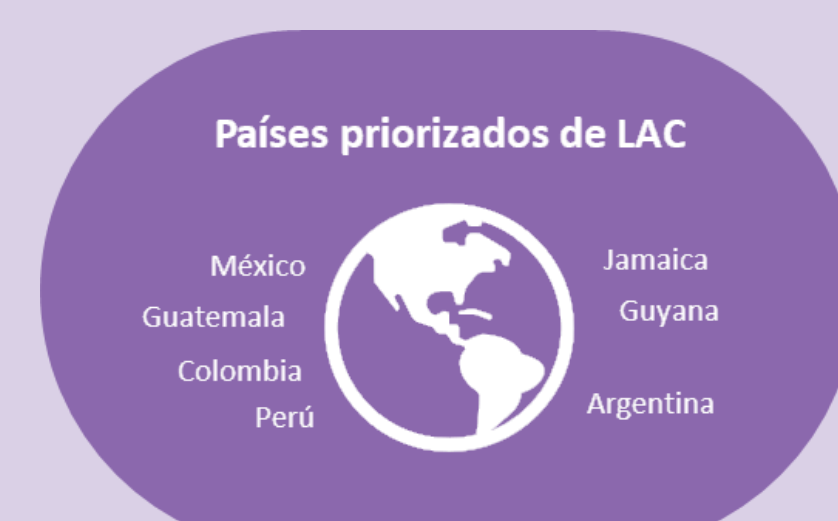 Países priorizados de LAC
México
Guatemala
Colombia
Perú
Jamaica
Guyana
Argentina